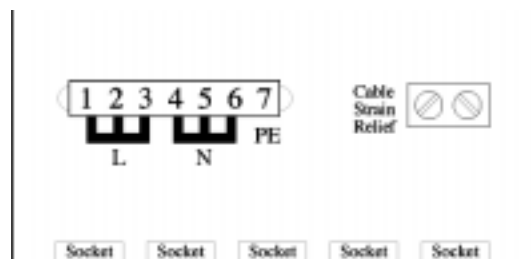 1 2 3 4 5 6 7
L N PE
Cable
Strain
Relief
Socket Socket Socket Socket Socket